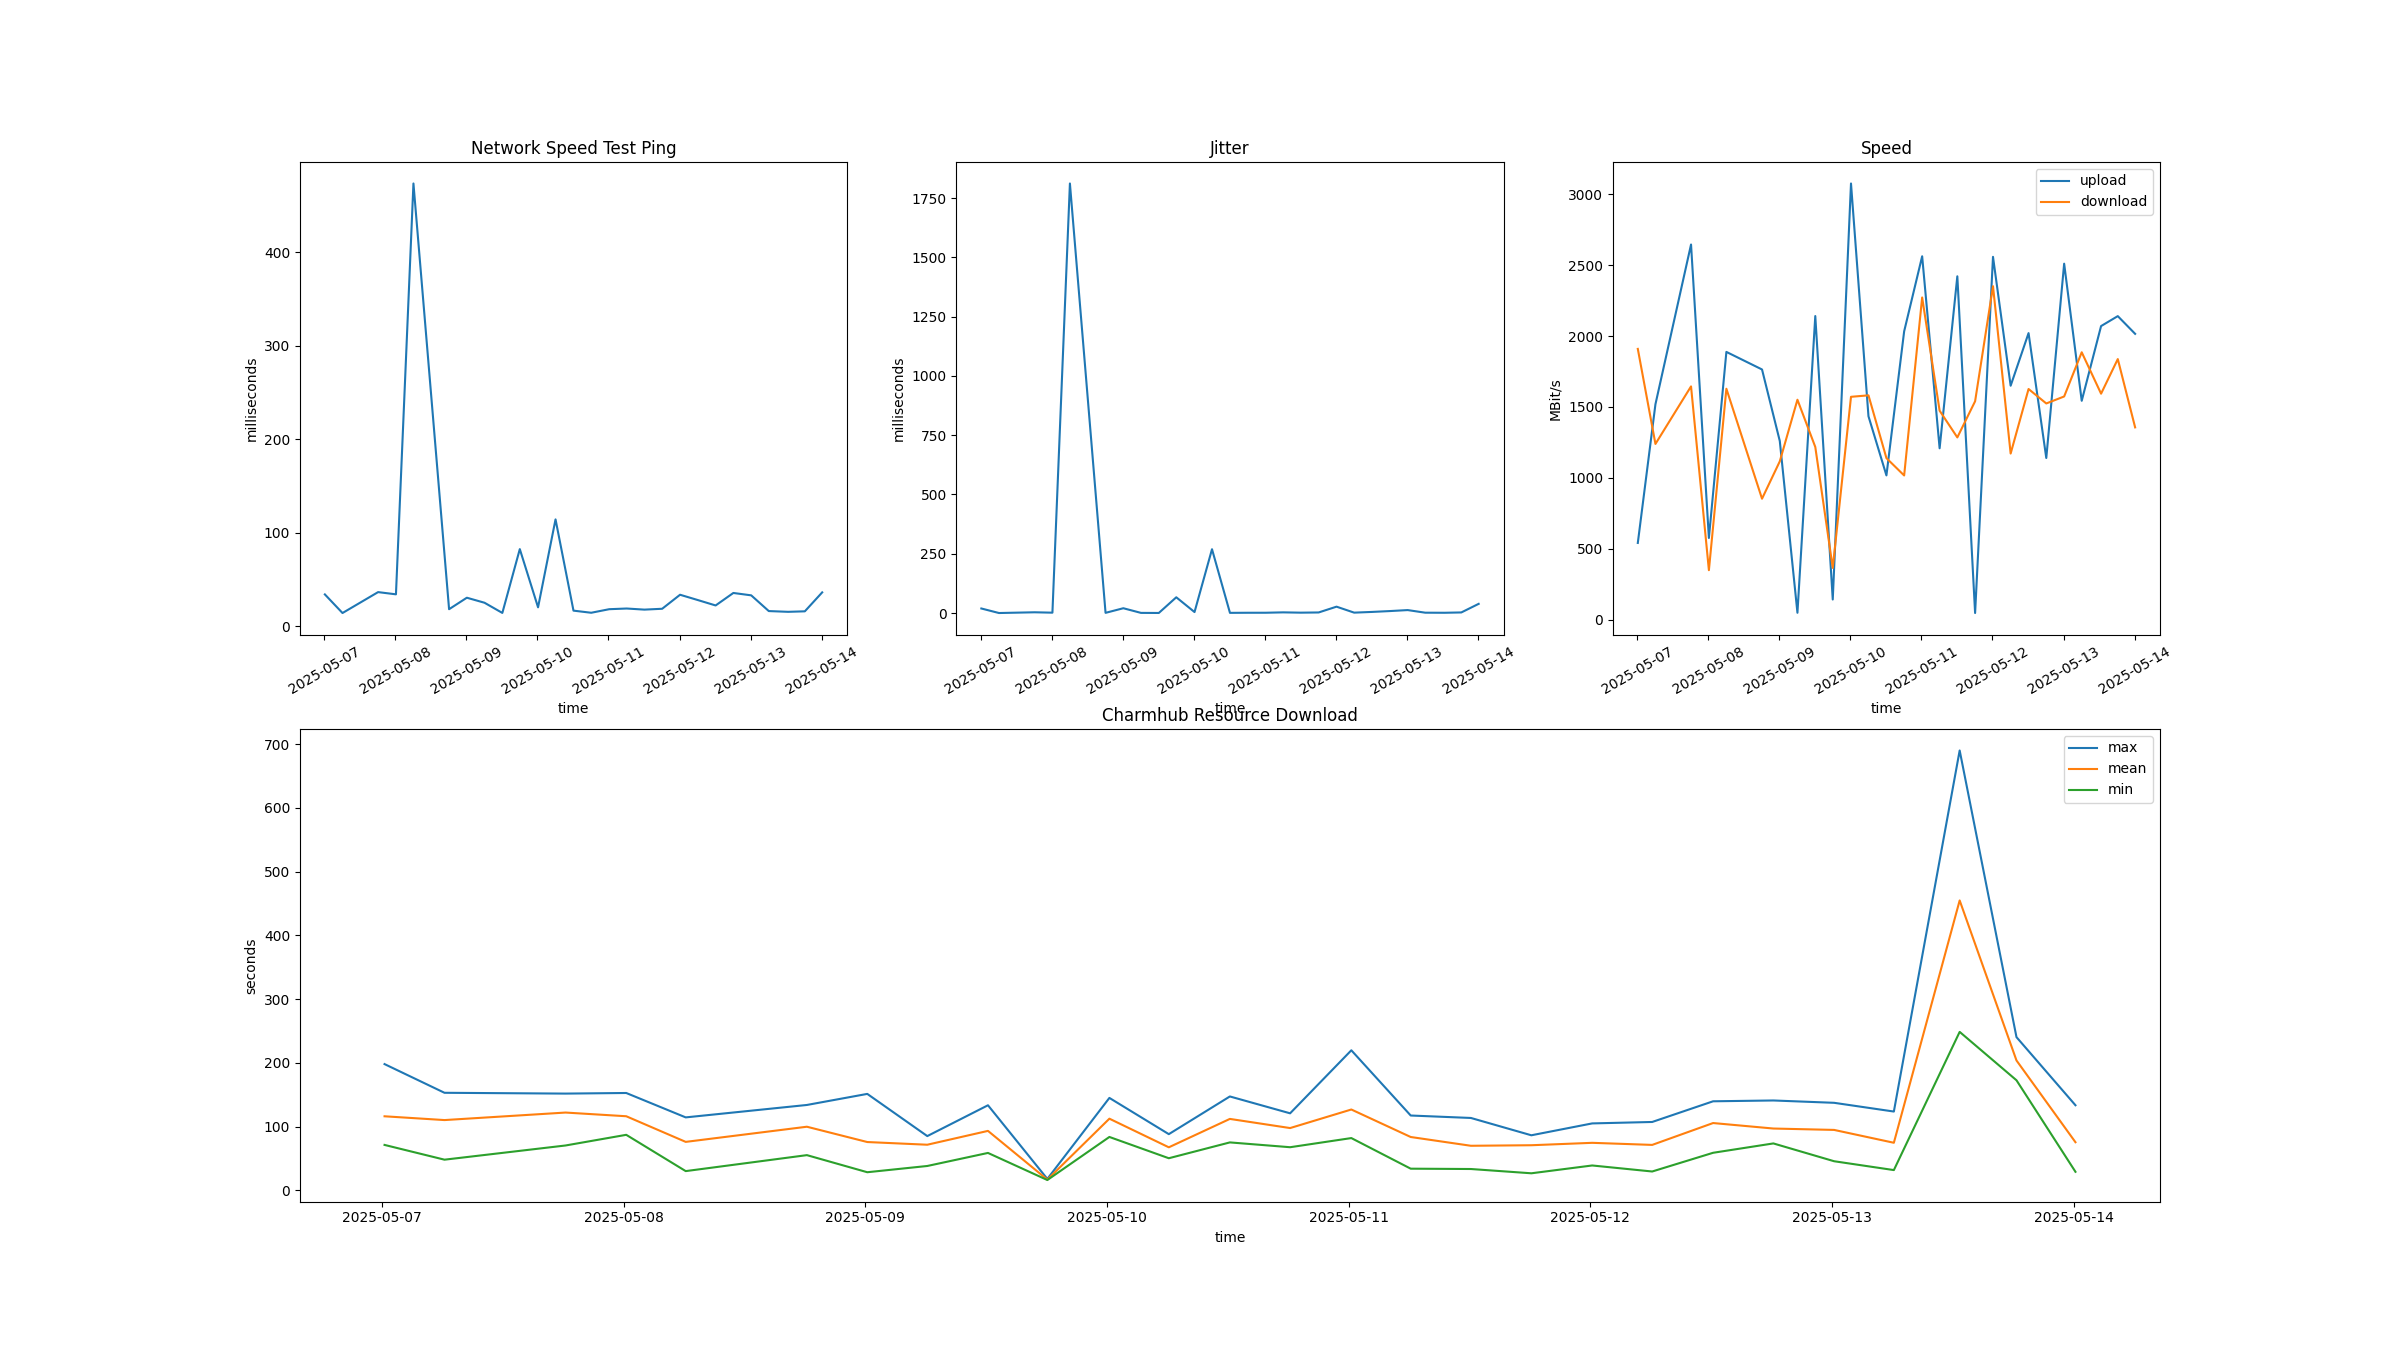 Network Speed Test Ping
milliseconds
400
300
200
100
0
2025-05-07 2025-05-08 2025-05-09 2025-05-10 2025-05-11 2025-05-12 2025-05-13 2025-05-14
time
Jitter
milliseconds
1750
1500
1250
1000
750
500
250
0
2025-05-07 2025-05-08 2025-05-09 2025-05-10 2025-05-11 2025-05-12 2025-05-13 2025-05-14
time
Speed
MBit/s
3000
2500
2000
1500
1000
500
0
upload
download
2025-05-07 2025-05-08 2025-05-09 2025-05-10 2025-05-11 2025-05-12 2025-05-13 2025-05-14
time
Charmhub Resource Download
seconds
700
600
500
400
300
200
100
0
max
mean
min
2025-05-07 2025-05-08 2025-05-09 2025-05-10 2025-05-11 2025-05-12 2025-05-13 2025-05-14
time